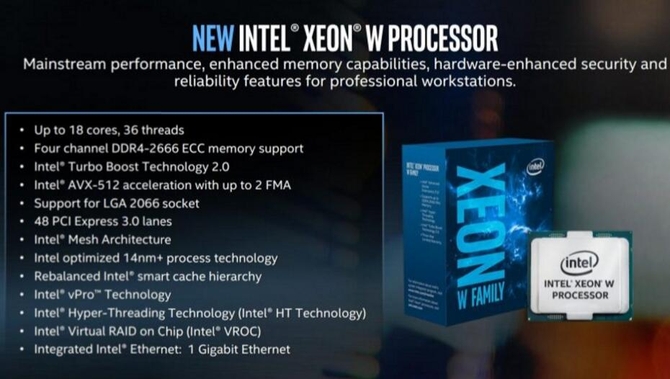 NEW INTEL® XEON® W PROCESSOR
Mainstream performance, enhanced memory capabilities, hardware-enhanced security and
reliability features for professional workstations.
• Up to 18 cores, 36 threads
• Four channel DDR4-2666 ECC memory support
• Intel® Turbo Boost Technology 2.0
• Intel® AVX-512 acceleration with up to 2 FMA
• Support for LGA 2066 socket
• 48 PCI Express 3.0 lanes
• Intel® Mesh Architecture
• Intel optimized 14nm+ process technology
• Rebalanced Intel® smart cache hierarchy
• Intel® vPro™ Technology
• Intel® Hyper-Threading Technology (Intel® HT Technology)
• Intel® Virtual RAID on Chip (Intel® VROC)
• Integrated Intel® Ethernet: 1 Gigabit Ethernet
INTEL® XEON® PROCESSOR
W FAMILY
intel
XEON
W FAMILY
intel
INTEL® XEON® W
PROCESSOR